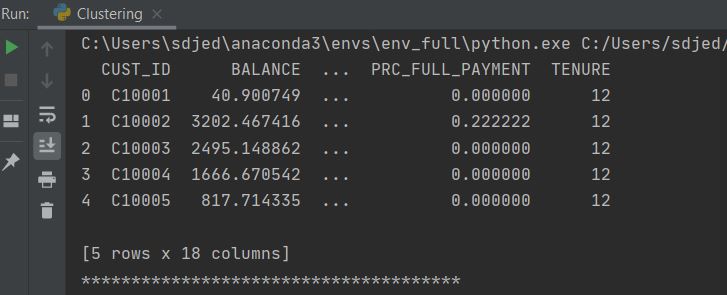 Run: Clustering
C:\Users\sdjed\anaconda3\envs\env_full\python.exe C:/Users/sdjed/
CUST_ID BALANCE ... PRC_FULL_PAYMENT TENURE
0 C10001 40.900749 ... 0.000000 12
1 C10002 3202.467416 ... 0.222222 12
2 C10003 2495.148862 ... 0.000000 12
3 C10004 1666.670542 ... 0.000000 12
4 C10005 817.714335 ... 0.000000 12
[5 rows x 18 columns]
**************************************